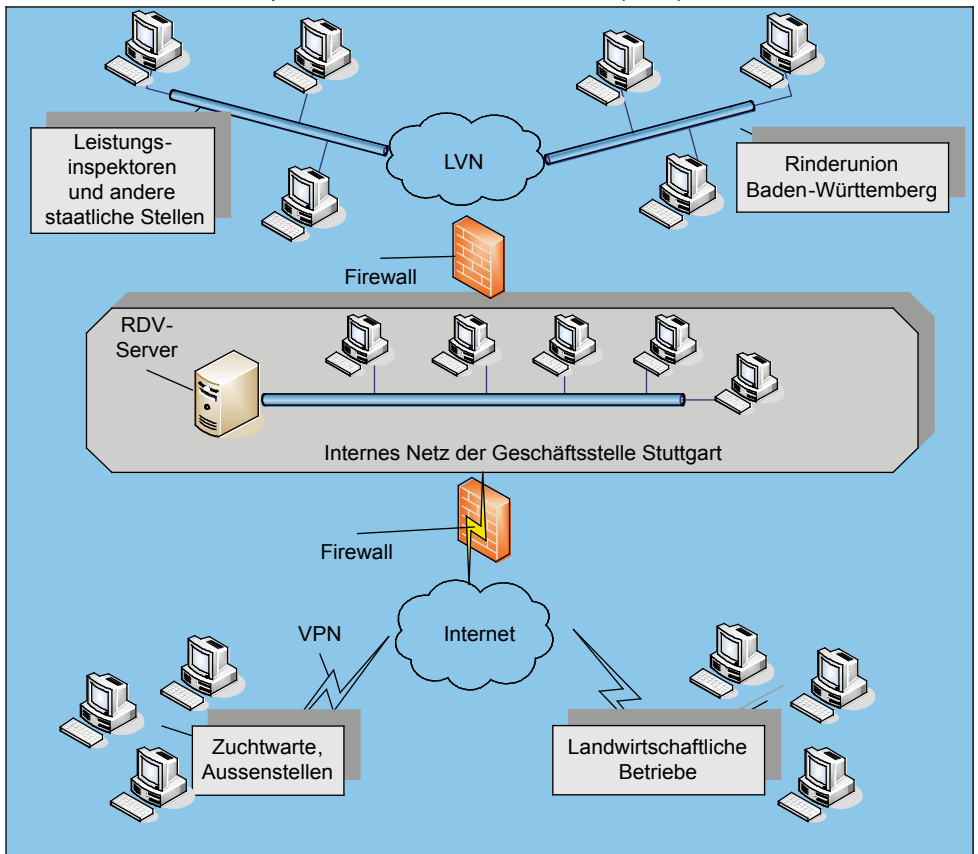 Leistungs-
inspektoren
und andere
staatliche Stellen
LVN
Rinderunion
Baden-Württemberg
Firewall
RDV-
Server
Internes Netz der Geschäftsstelle Stuttgart
Firewall
VPN
Internet
Zuchtwarte,
Aussenstellen
Landwirtschaftliche
Betriebe